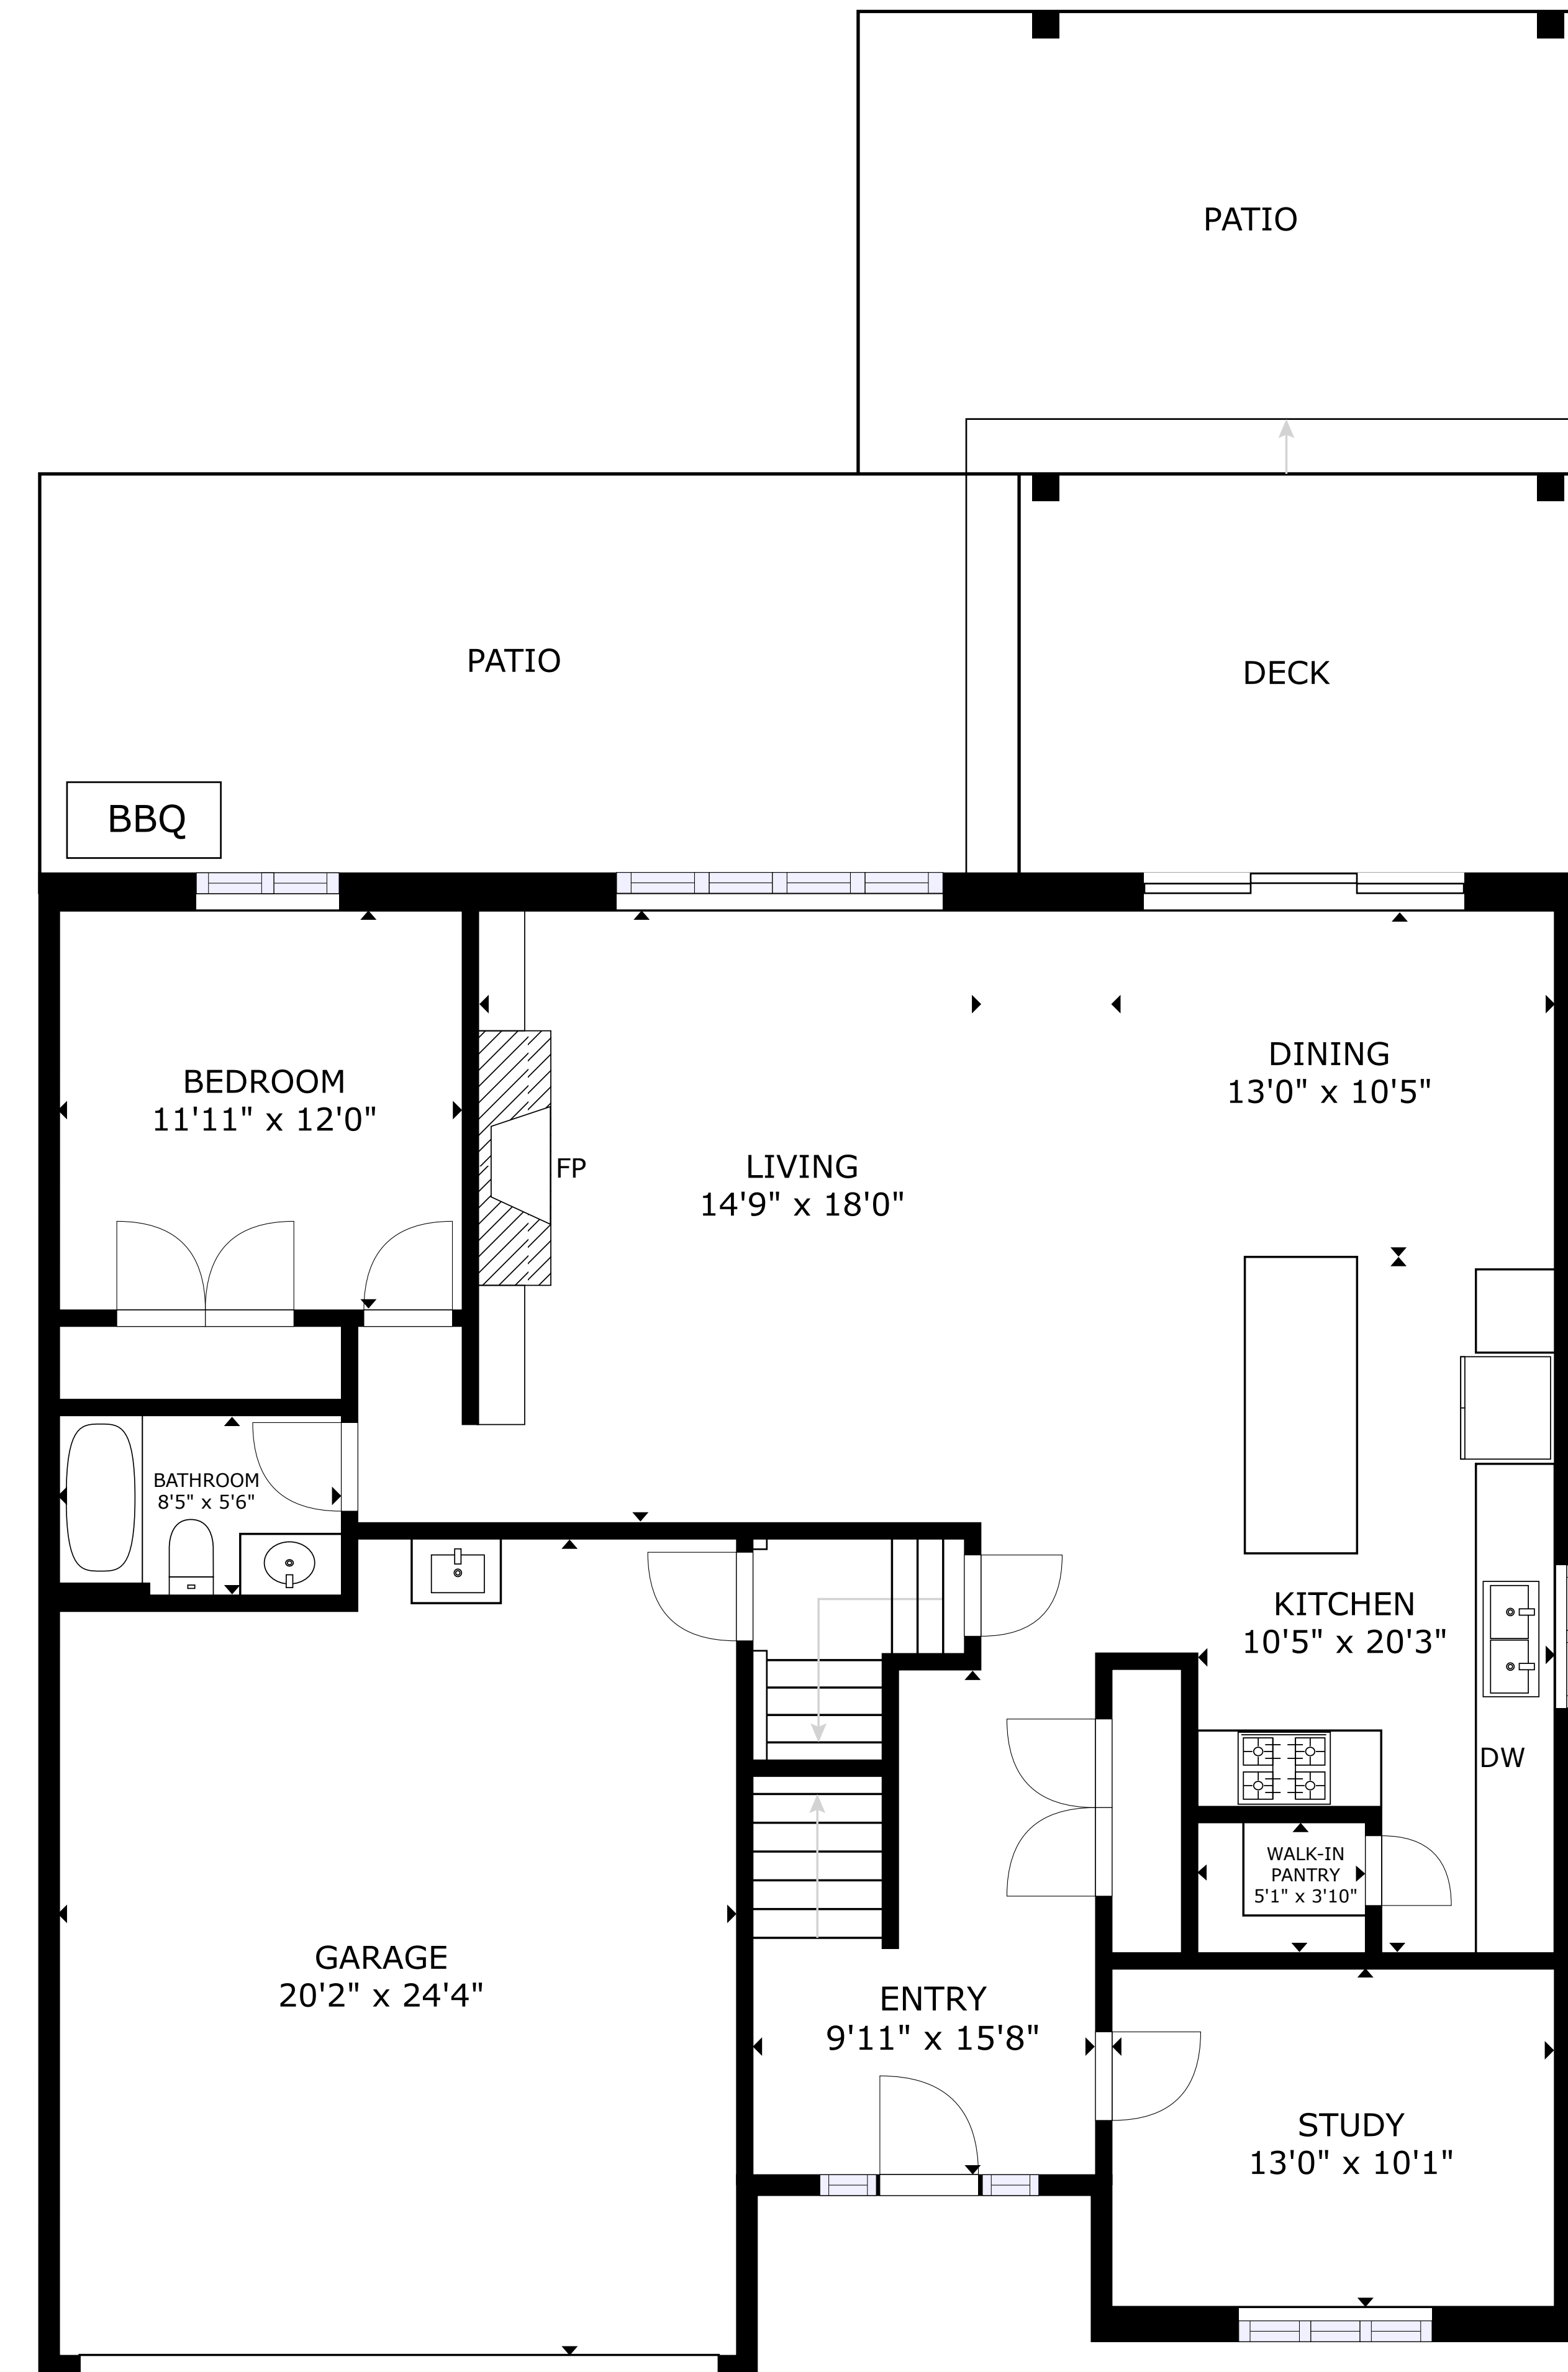 PATIO
PATIO
DECK
BBQ
BEDROOM
11'11" x 12'0"
DINING
13'0" x 10'5"
FP
LIVING
14'9" x 18'0"
BATHROOM
8'5" x 5'6"
KITCHEN
10'5" x 20'3"
DW
WALK-IN
PANTRY
5'1" x 3'10"
GARAGE
20'2" x 24'4"
ENTRY
9'11" x 15'8"
STUDY
13'0" x 10'1"